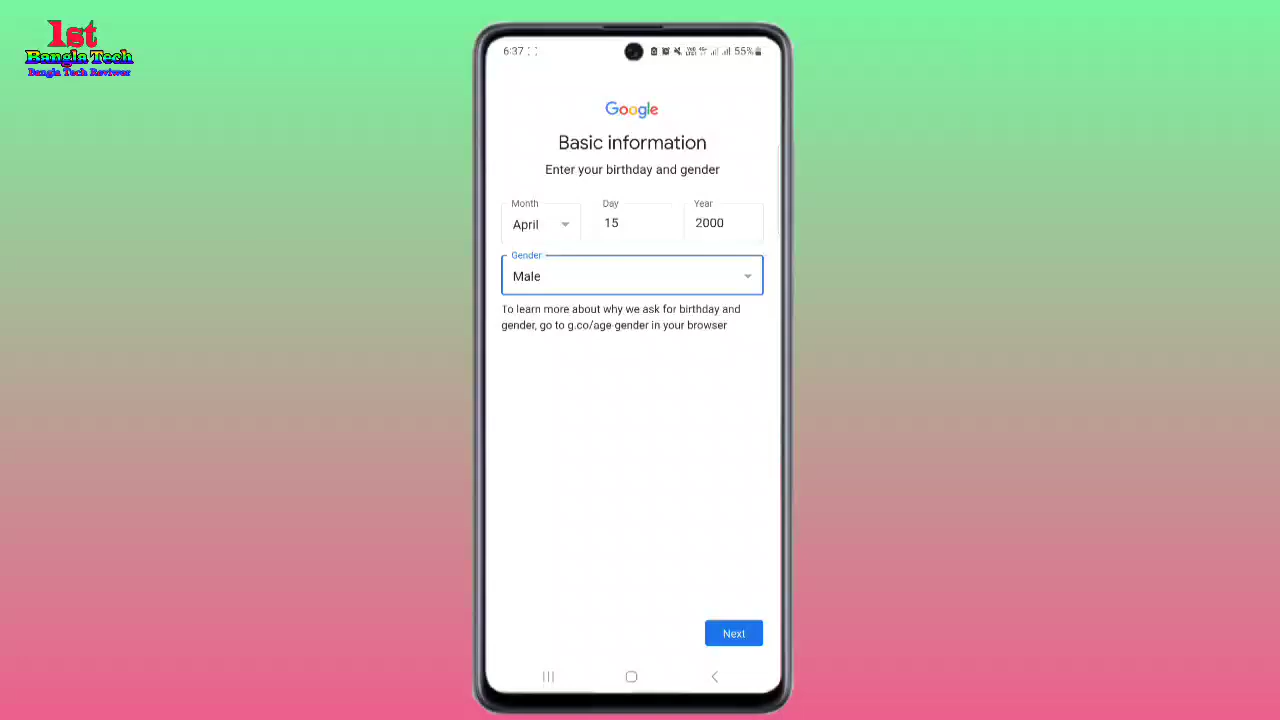 1st
Bangla Tech
Bangla Tech Reviwer
6:37
55%
Google
Basic information
Enter your birthday and gender
Month
Day
Year
April
15
2000
Gender
Male
To learn more about why we ask for birthday and
gender, go to g.co/age-gender in your browser
Next